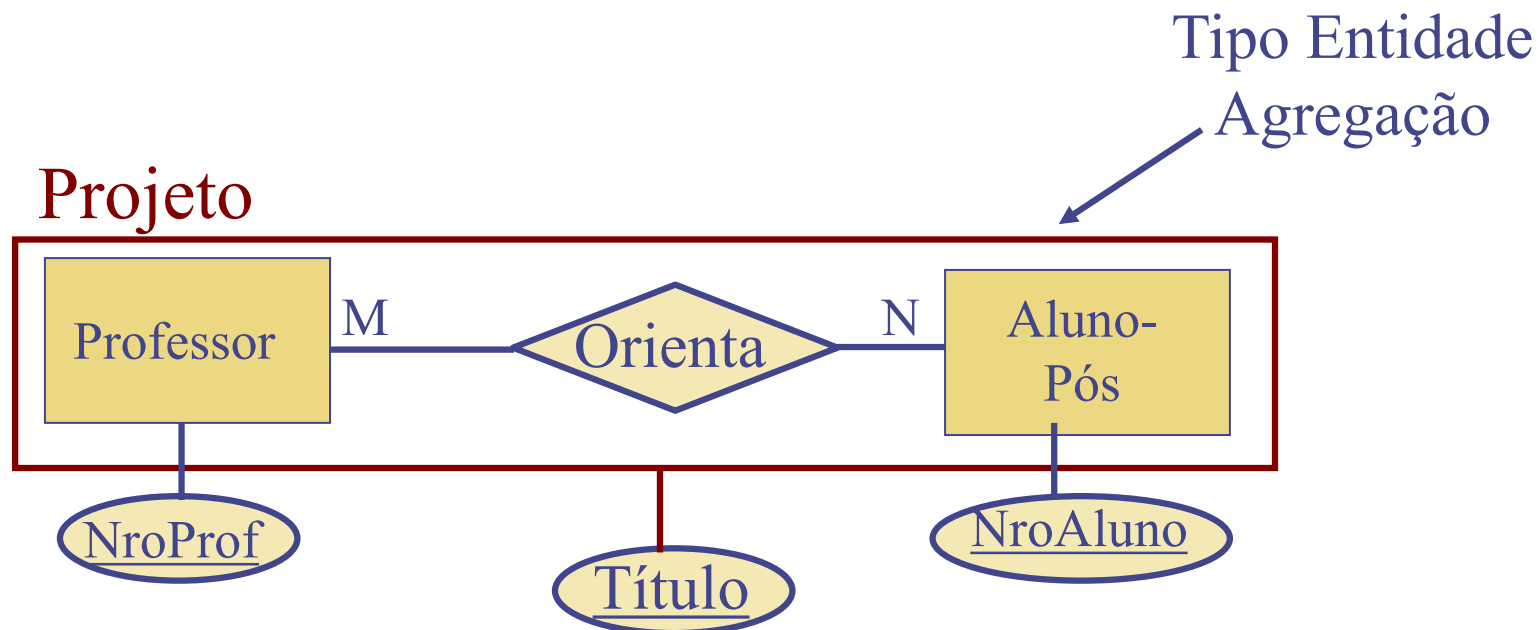 Tipo Entidade
Agregação
Projeto
Professor
M
Orienta
N
Aluno-
Pós
NroProf
NroAluno
Título